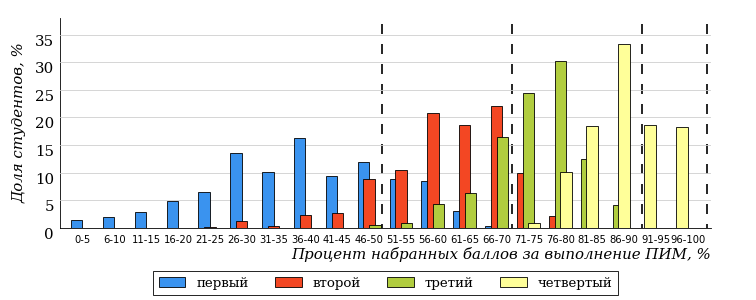 Доля студентов, %
35
30
25
20
15
10
5
0
0-5 6-10 11-15 16-20 21-25 26-30 31-35 36-40 41-45 46-50 51-55 56-60 61-65 66-70 71-75 76-80 81-85 86-90 91-95 96-100
Процент набранных баллов за выполнение ПИМ, %
первый второй третий четвертый